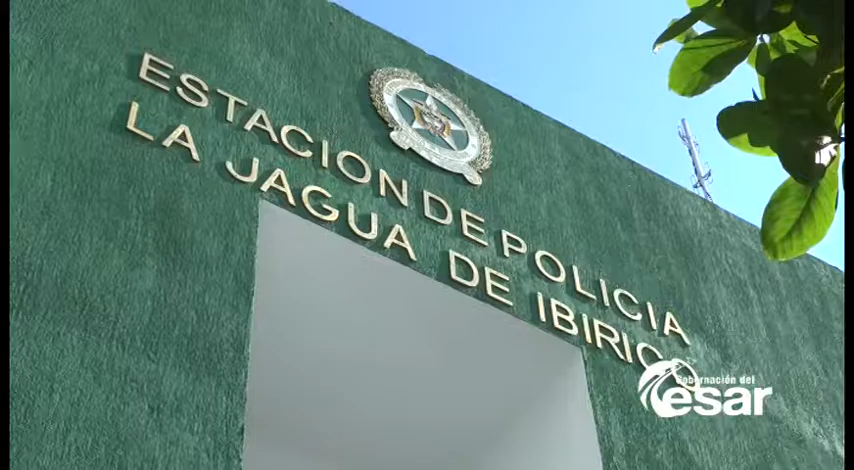 ESTACION DE POLICIA
LA JAGUA DE IBIRICO
Gobernación del
Cesar